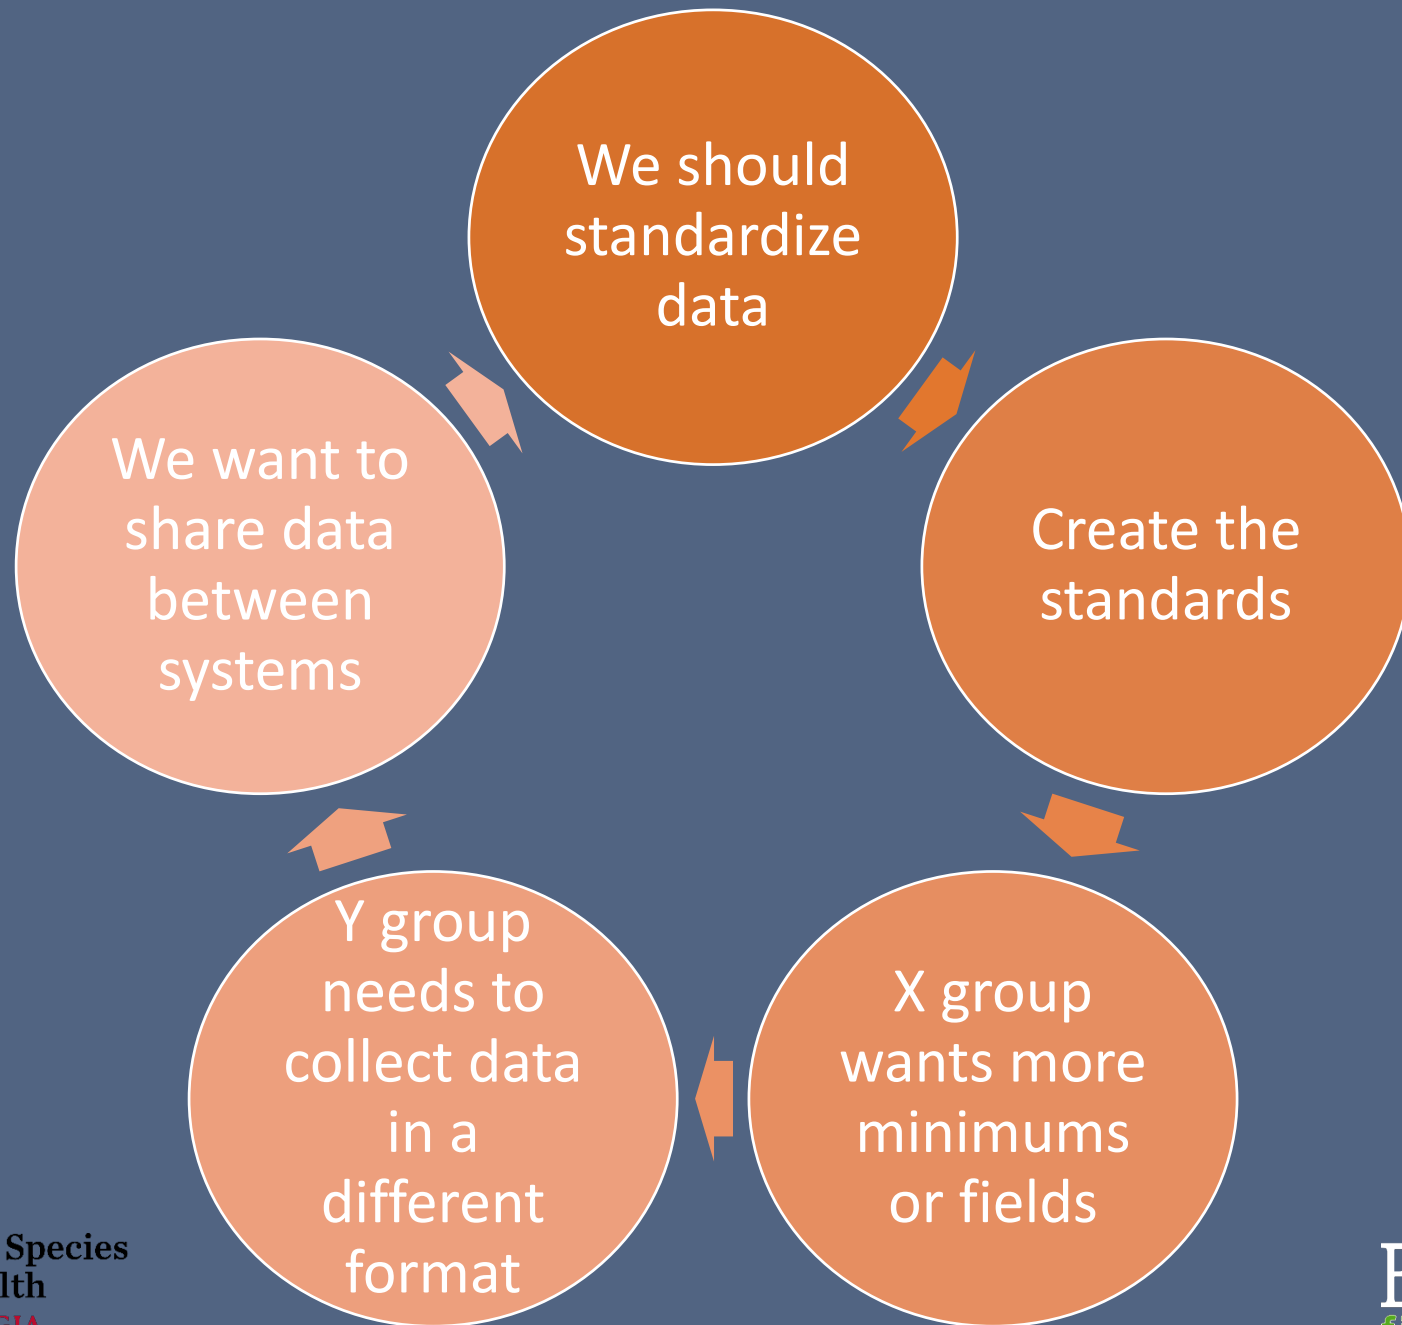 We should
standardize
data
Create the
standards
X group
wants more
minimums
or fields
Y group
needs to
collect data
in a
different
format
We want to
share data
between
systems
Species